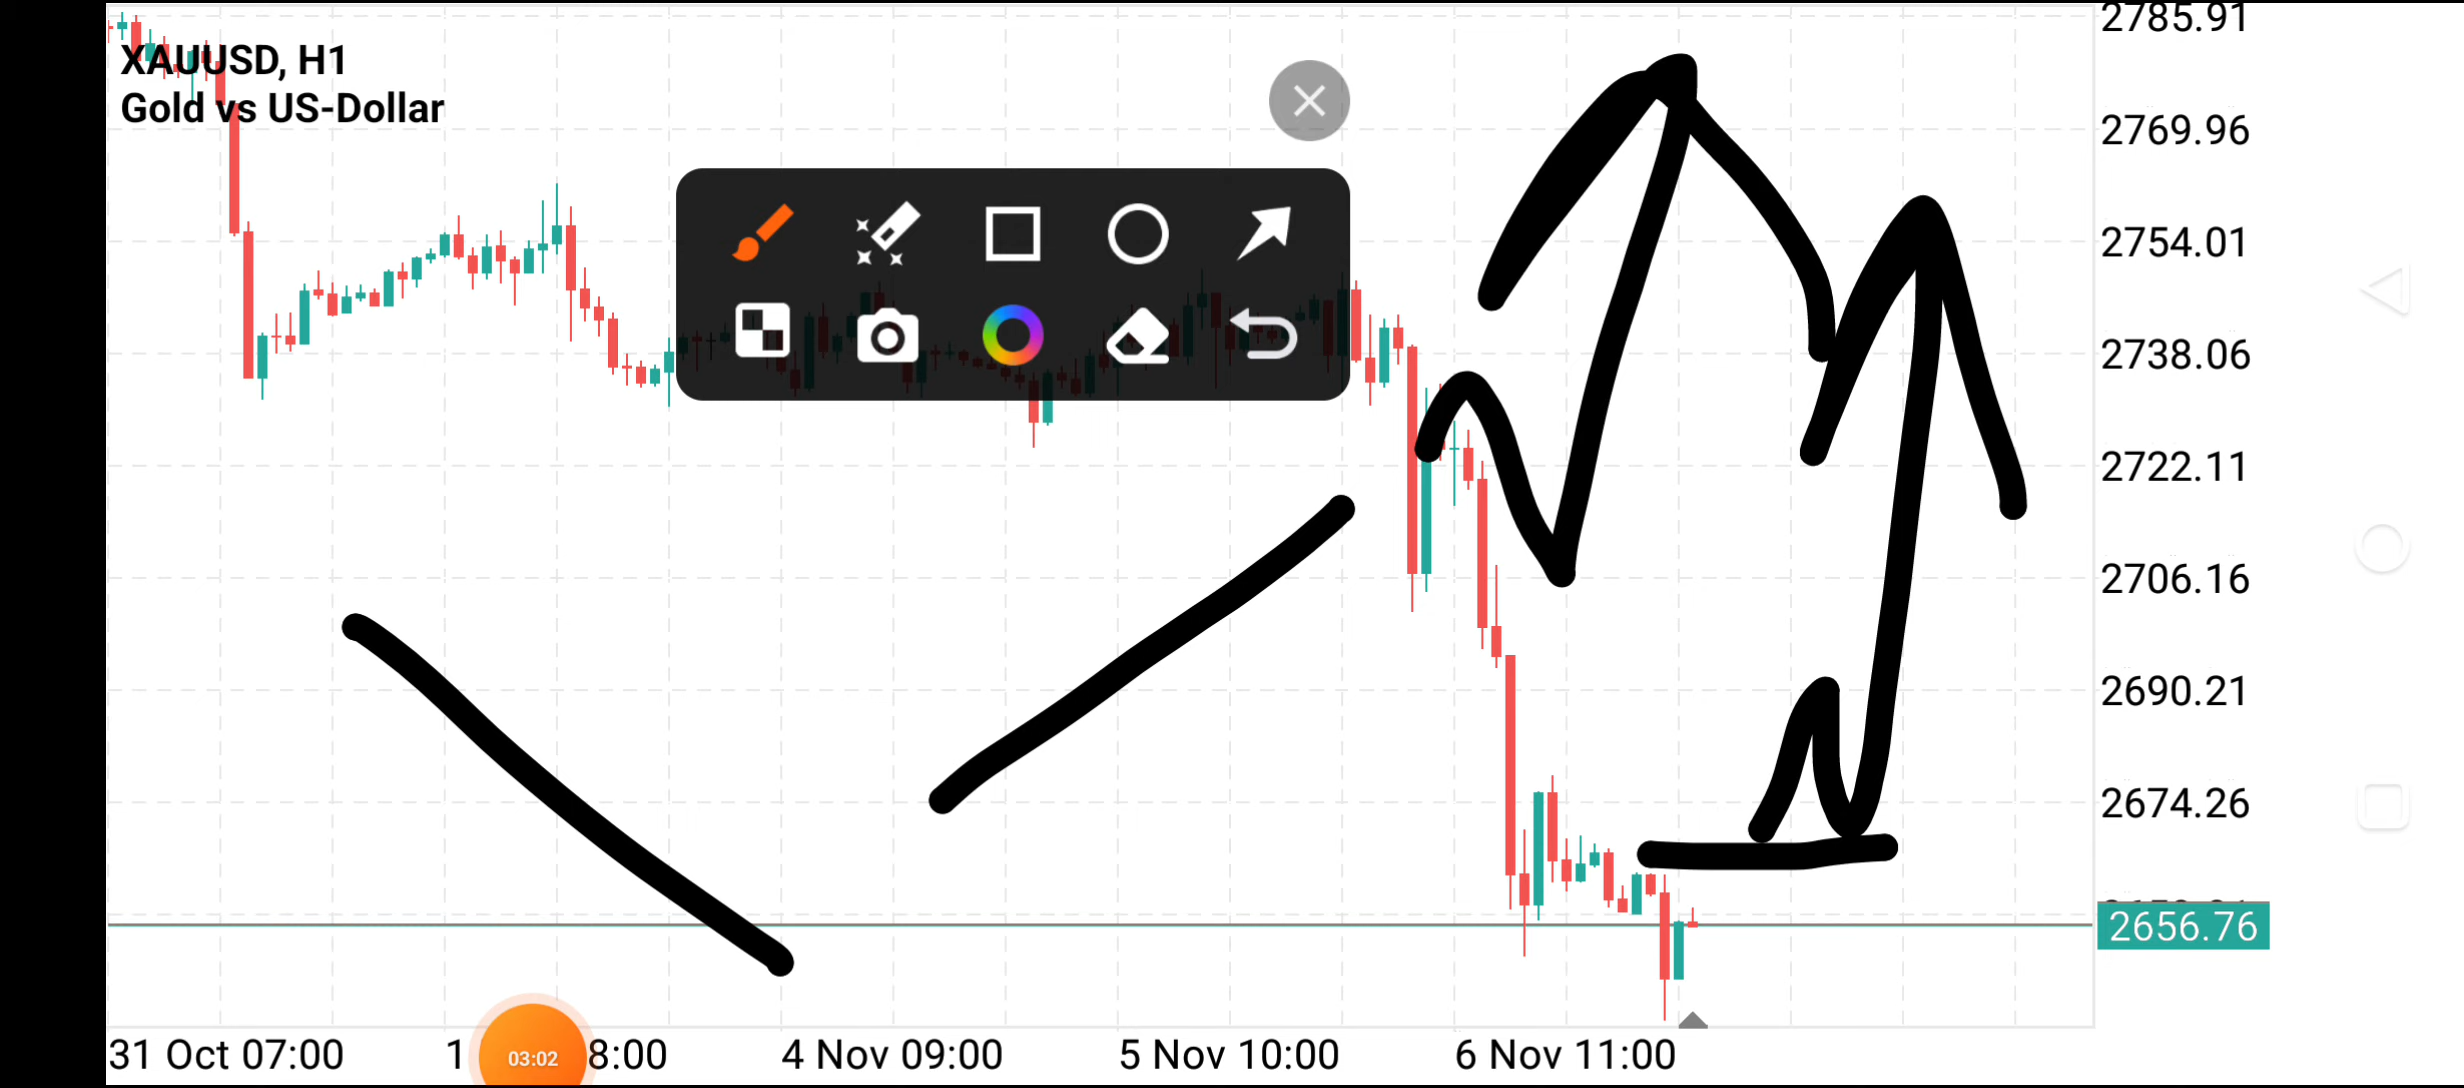 XAUUSD, H1
Gold vs US-Dollar
2785.91
2769.96
2754.01
2738.06
2722.11
2706.16
2690.21
2674.26
2656.76
31 Oct 07:00
1
8:00
03:02
4 Nov 09:00
5 Nov 10:00
6 Nov 11:00